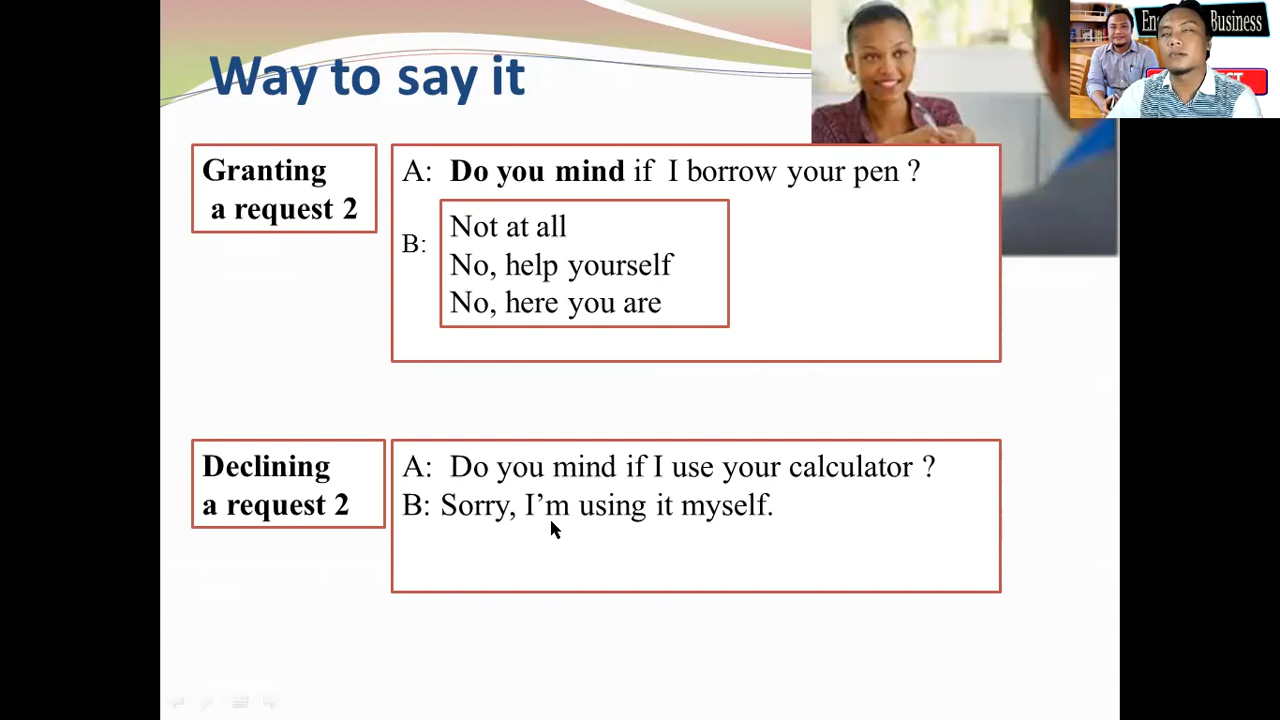 Way to say it
Business
Granting
a request 2
A: Do you mind if I borrow your pen ?
B:
Not at all
No, help yourself
No, here you are
Declining
a request 2
A: Do you mind if I use your calculator ?
B: Sorry, I’m using it myself.